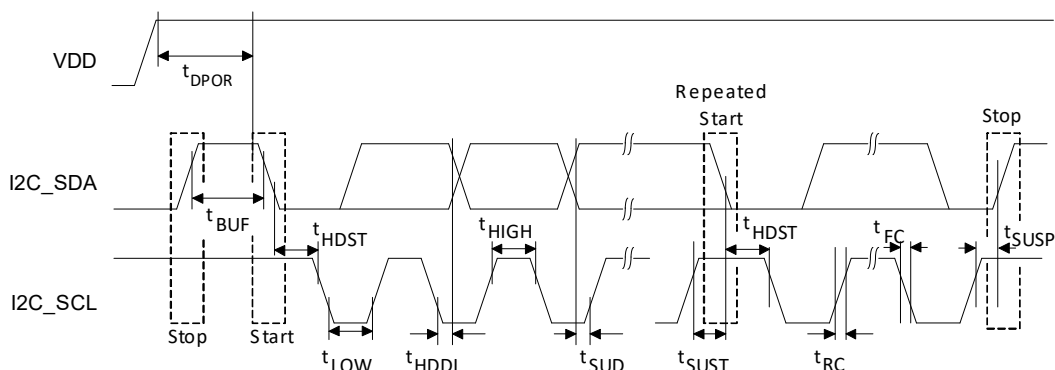 VDD
tDPOR
Repeated
Start
Stop
I2C_SDA
tBUF
tHDST
tHIGH
tHDST
tFC
tSUSP
I2C_SCL
Stop
Start
tLOW
tHDDI
tSUD
tSUST
tRC